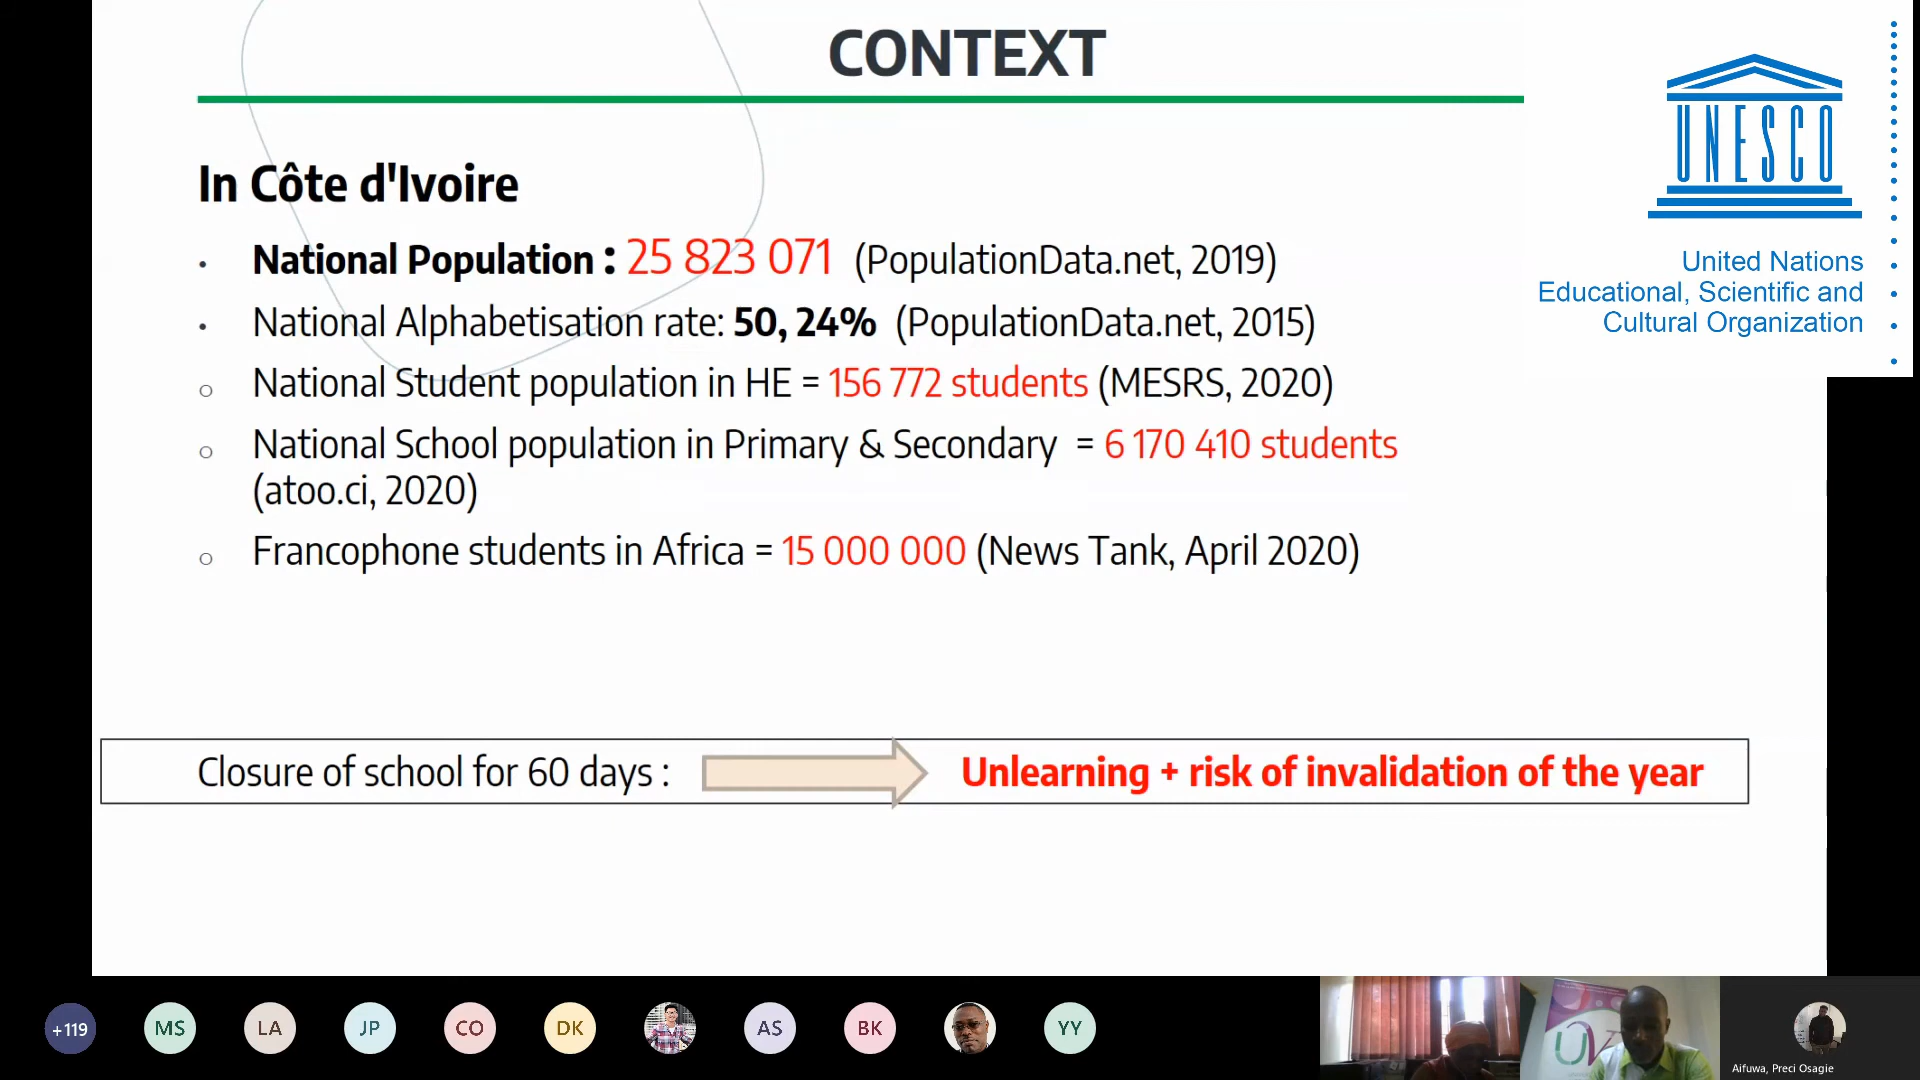 CONTEXT
UNESCO
United Nations
Educational, Scientific and
Cultural Organization
In Côte d'Ivoire
• National Population : 25 823 071 (PopulationData.net, 2019)
• National Alphabetisation rate: 50, 24% (PopulationData.net, 2015)
o National Student population in HE = 156 772 students (MESRS, 2020)
o National School population in Primary & Secondary = 6 170 410 students
(atoo.ci, 2020)
o Francophone students in Africa = 15 000 000 (News Tank, April 2020)
Closure of school for 60 days : Unlearning + risk of invalidation of the year
+119 MS LA JP CO DK AS BK YY
UV
Aifuwa, Preci Osagie